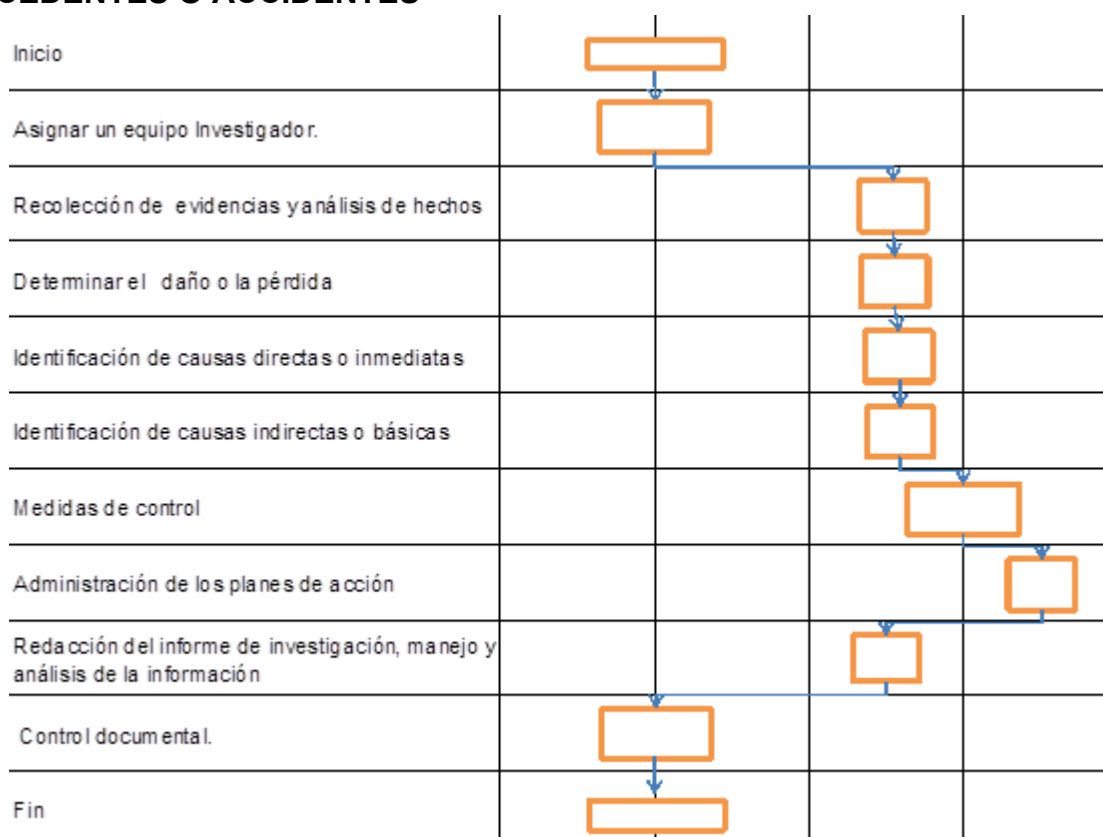 Inicio
Asignar un equipo Investigador.
Recolección de evidencias y análisis de hechos
Determinar el daño o la pérdida
Identificación de causas directas o inmediatas
Identificación de causas indirectas o básicas
Medidas de control
Administración de los planes de acción
Redacción del informe de investigación, manejo y
análisis de la información
Control documental.
Fin